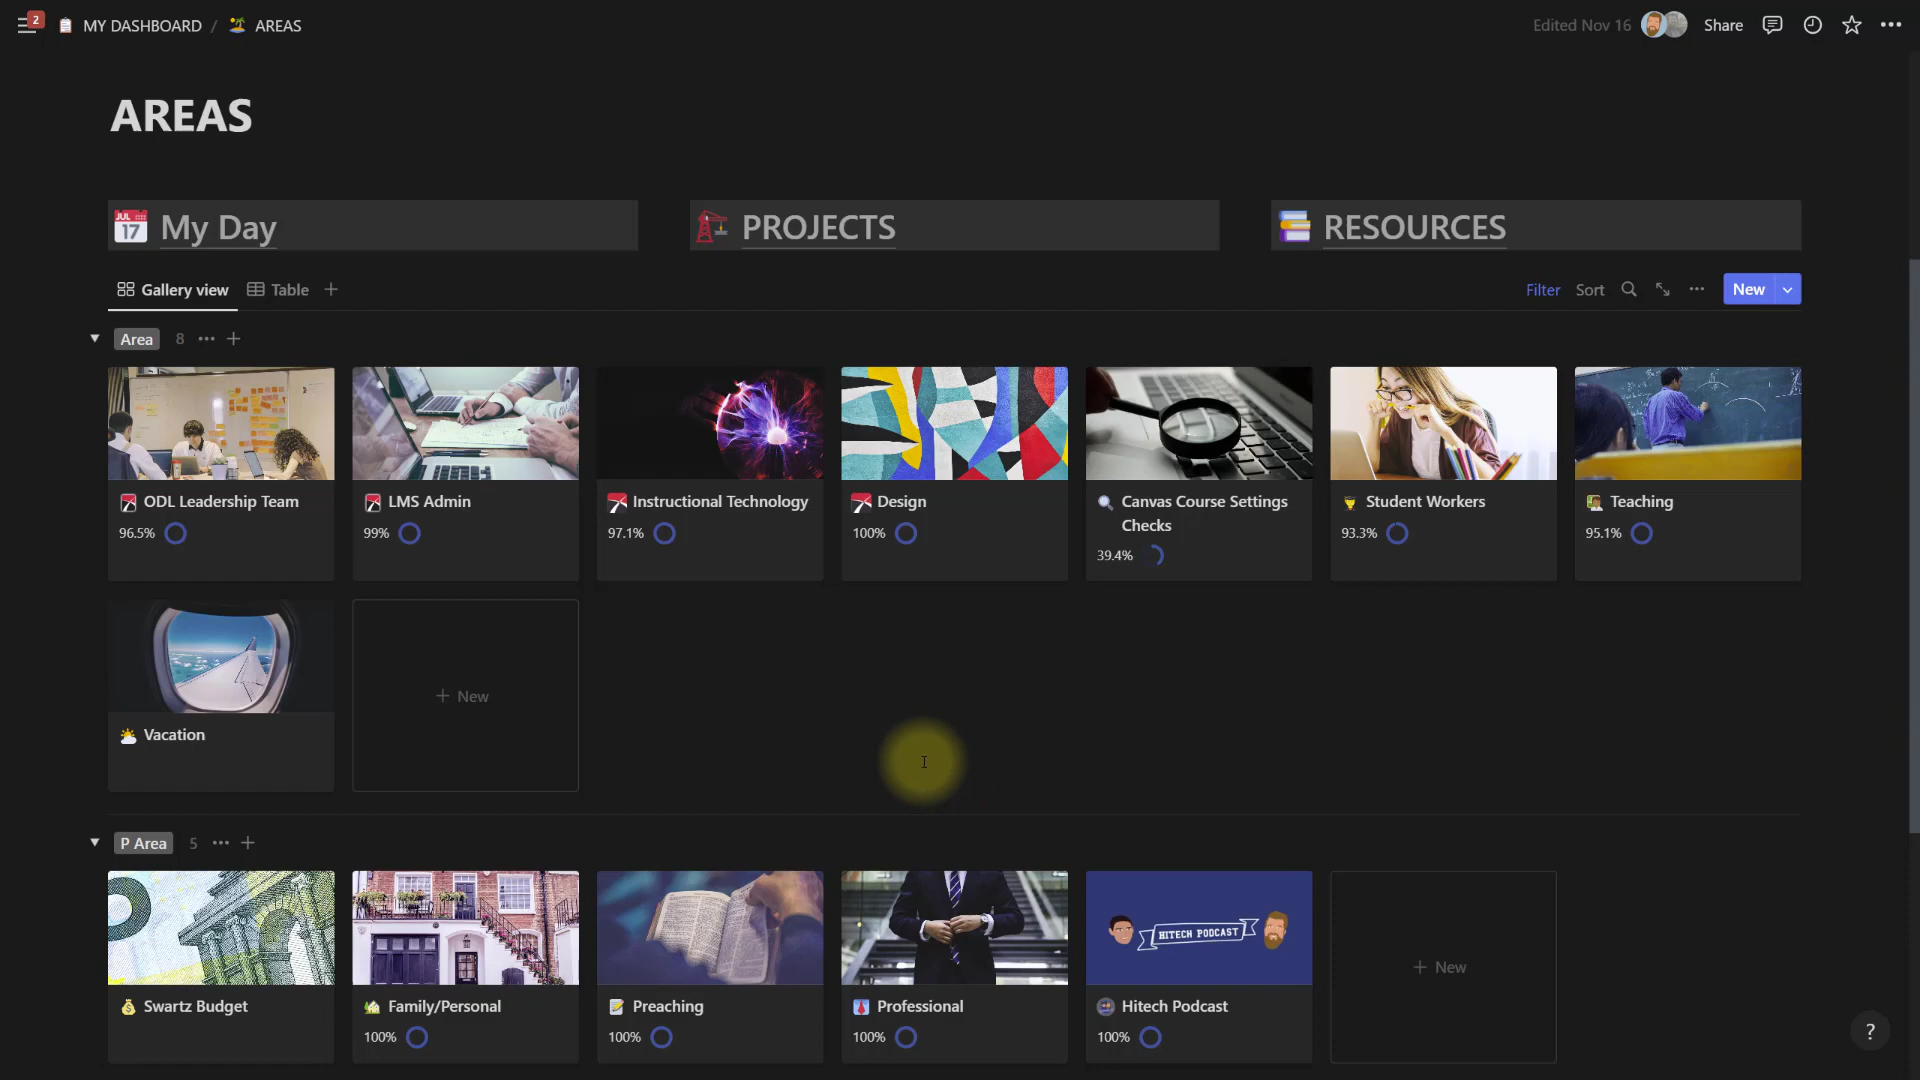 2
MY DASHBOARD / AREAS
Edited Nov 16 Share
AREAS
JUL 17 My Day
PROJECTS
RESOURCES
Gallery view Table
Filter Sort New
Area 8
ODL Leadership Team
96.5%
LMS Admin
99%
Instructional Technology
97.1%
Design
100%
Canvas Course Settings
Checks
39.4%
Student Workers
93.3%
Teaching
95.1%
Vacation
+ New
P Area 5
Swartz Budget
Family/Personal
100%
Preaching
100%
Professional
100%
HITECH PODCAST
Hitech Podcast
100%
+ New
?